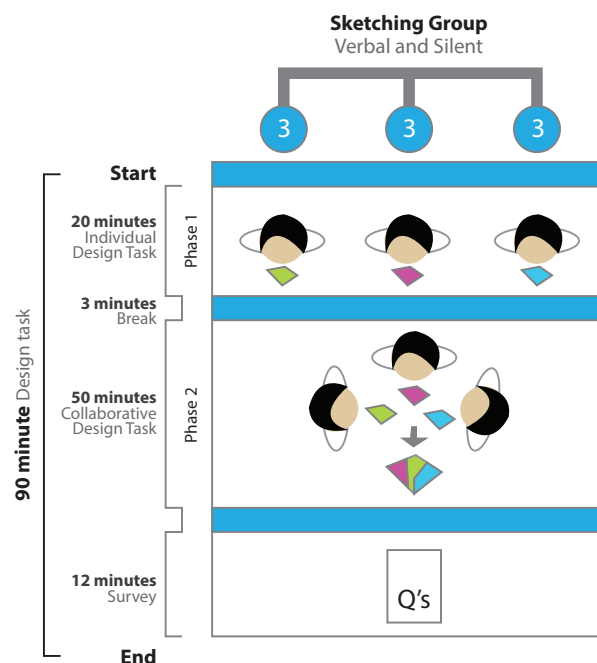 Sketching Group
Verbal and Silent
3 3 3
Start
20 minutes
Individual
Design Task
Phase 1
3 minutes
Break
50 minutes
Collaborative
Design Task
Phase 2
90 minute Design task
12 minutes
Survey
Q's
End